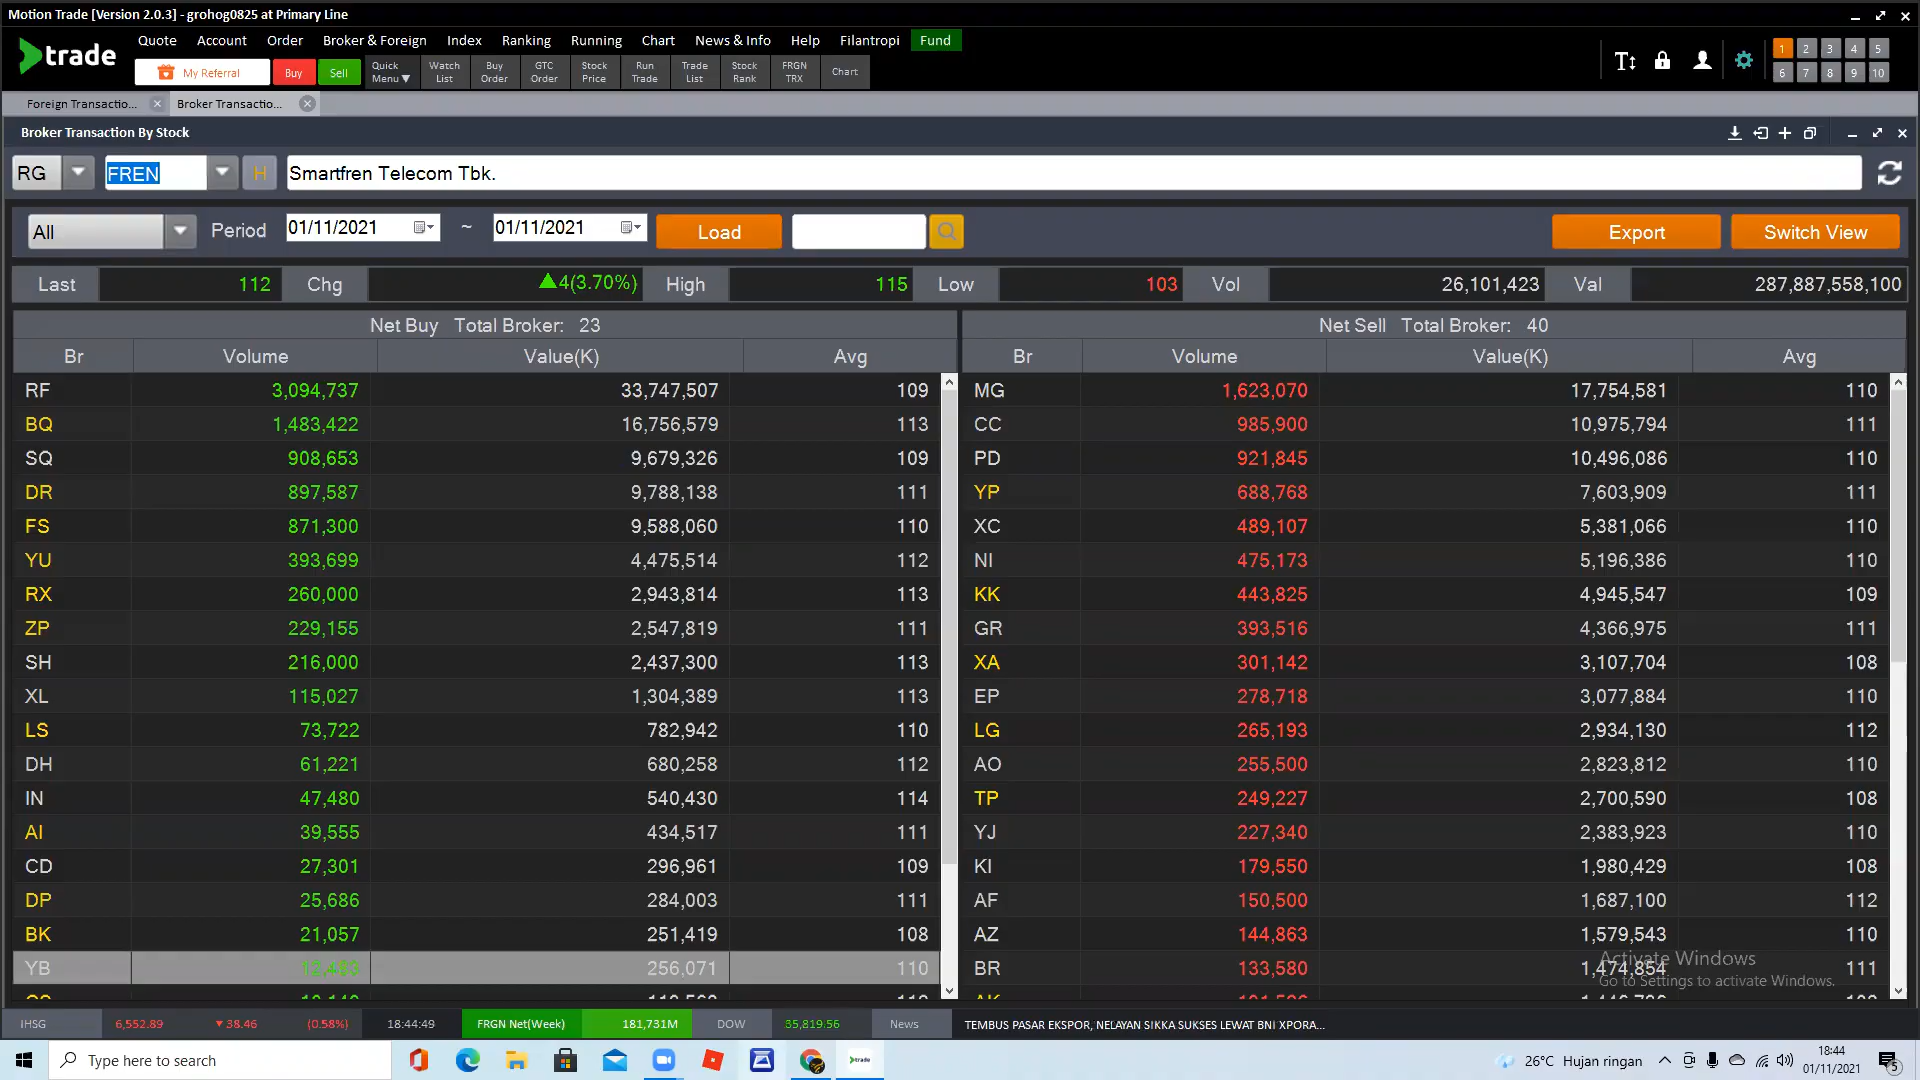 Motion Trade [Version 2.0.3] - grohog0825 at Primary Line
trade
Quote Account Order Broker & Foreign Index Ranking Running Chart News & Info Help Filantropi Fund
My Referral Buy Sell Quick Menu▼ Watch List Buy Order GTC Order Stock Price Run Trade Trade List Stock Rank FRGN TRX Chart
1 2 3 4 5
6 7 8 9 10
Foreign Transactio... Broker Transactio...
Broker Transaction By Stock
RG FREN H Smartfren Telecom Tbk.
All Period 01/11/2021 ~ 01/11/2021 Load Export Switch View
Last 112 Chg ▲4(3.70%) High 115 Low 103 Vol 26,101,423 Val 287,887,558,100
Net Buy Total Broker: 23 Net Sell Total Broker: 40
Br Volume Value(K) Avg Br Volume Value(K) Avg
RF 3,094,737 33,747,507 109 MG 1,623,070 17,754,581 110
BQ 1,483,422 16,756,579 113 CC 985,900 10,975,794 111
SQ 908,653 9,679,326 109 PD 921,845 10,496,086 110
DR 897,587 9,788,138 111 YP 688,768 7,603,909 111
FS 871,300 9,588,060 110 XC 489,107 5,381,066 110
YU 393,699 4,475,514 112 NI 475,173 5,196,386 110
RX 260,000 2,943,814 113 KK 443,825 4,945,547 109
ZP 229,155 2,547,819 111 GR 393,516 4,366,975 111
SH 216,000 2,437,300 113 XA 301,142 3,107,704 108
XL 115,027 1,304,389 113 EP 278,718 3,077,884 110
LS 73,722 782,942 110 LG 265,193 2,934,130 112
DH 61,221 680,258 112 AO 255,500 2,823,812 110
IN 47,480 540,430 114 TP 249,227 2,700,590 108
AI 39,555 434,517 111 YJ 227,340 2,383,923 110
CD 27,301 296,961 109 KI 179,550 1,980,429 108
DP 25,686 284,003 111 AF 150,500 1,687,100 112
BK 21,057 251,419 108 AZ 144,863 1,579,543 110
YB 256,071 110 BR 133,580 1,474,854 111
Activate Windows
Go to Settings to activate Windows.
IHSG 6,552.89 ▼38.46 (0.58%) 18:44:49 FRGN Net(Week) 181,731M DOW 35,819.56 News TEMBUS PASAR EKSPOR, NELAYAN SIKKA SUKSES LEWAT BNI XPORA...
Type here to search
trade
26°C Hujan ringan
18:44
01/11/2021
5